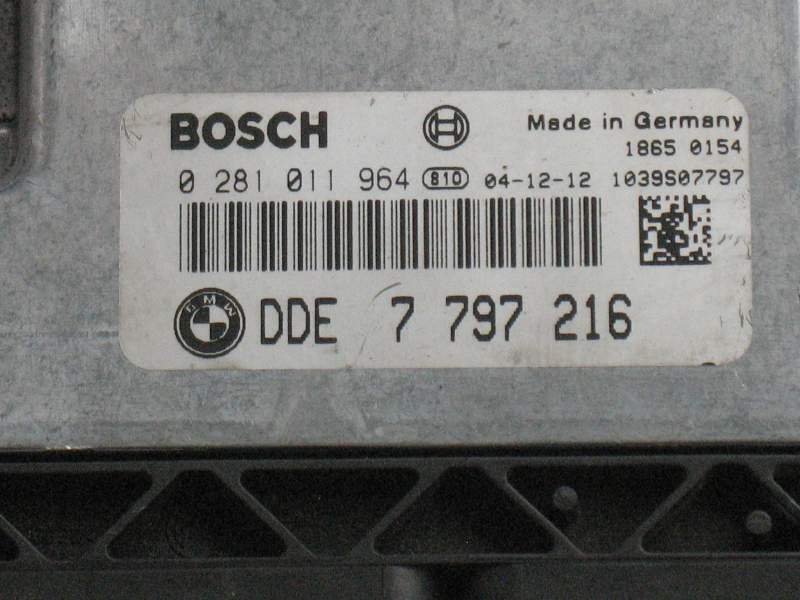 BOSCH Made in Germany
1865 0154
0 281 011 964 810 04-12-12 1039S07797
BMW DDE 7 797 216